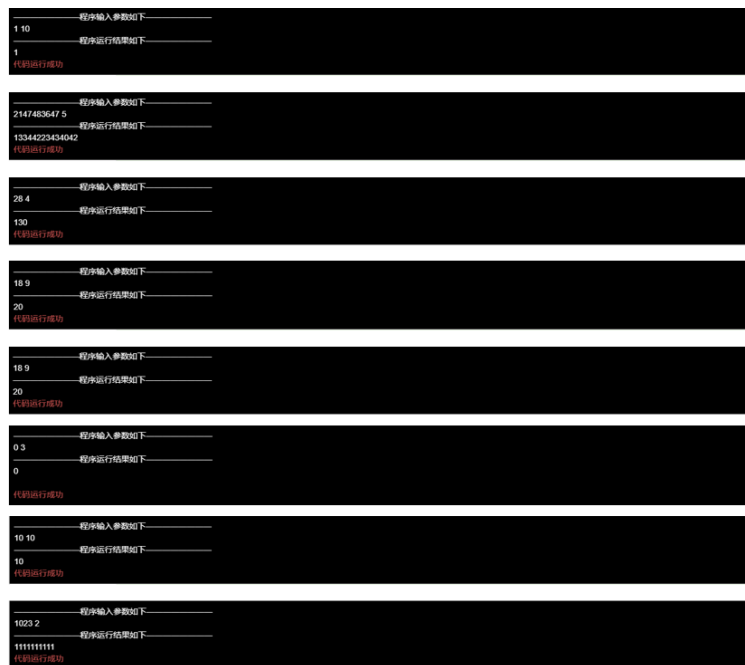 程序输入参数如下
1 10
程序运行结果如下
1
代码运行成功
程序输入参数如下
2147483647 5
程序运行结果如下
13344223434042
代码运行成功
程序输入参数如下
28 4
程序运行结果如下
130
代码运行成功
程序输入参数如下
18 9
程序运行结果如下
20
代码运行成功
程序输入参数如下
18 9
程序运行结果如下
20
代码运行成功
程序输入参数如下
0 3
程序运行结果如下
0
代码运行成功
程序输入参数如下
10 10
程序运行结果如下
10
代码运行成功
程序输入参数如下
1023 2
程序运行结果如下
1111111111
代码运行成功